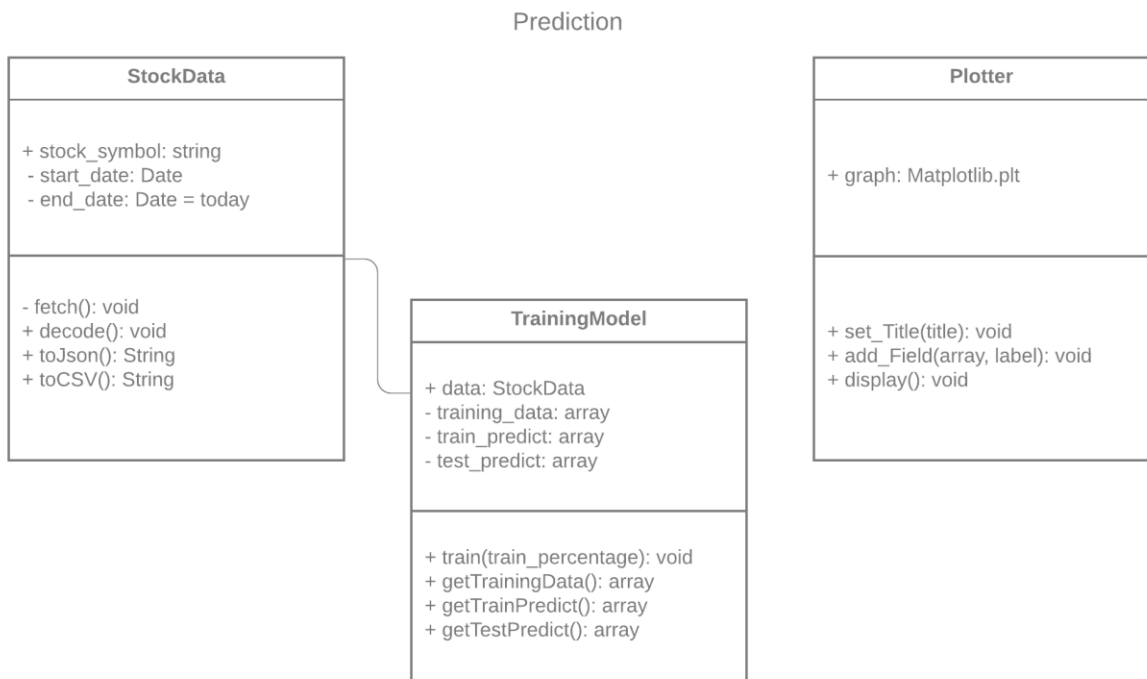 Prediction
StockData
+ stock_symbol: string
- start_date: Date
- end_date: Date = today
- fetch(): void
+ decode(): void
+ toJson(): String
+ toCSV(): String
TrainingModel
+ data: StockData
- training_data: array
- train_predict: array
- test_predict: array
+ train(train_percentage): void
+ getTrainingData(): array
+ getTrainPredict(): array
+ getTestPredict(): array
Plotter
+ graph: Matplotlib.plt
+ set_Title(title): void
+ add_Field(array, label): void
+ display(): void